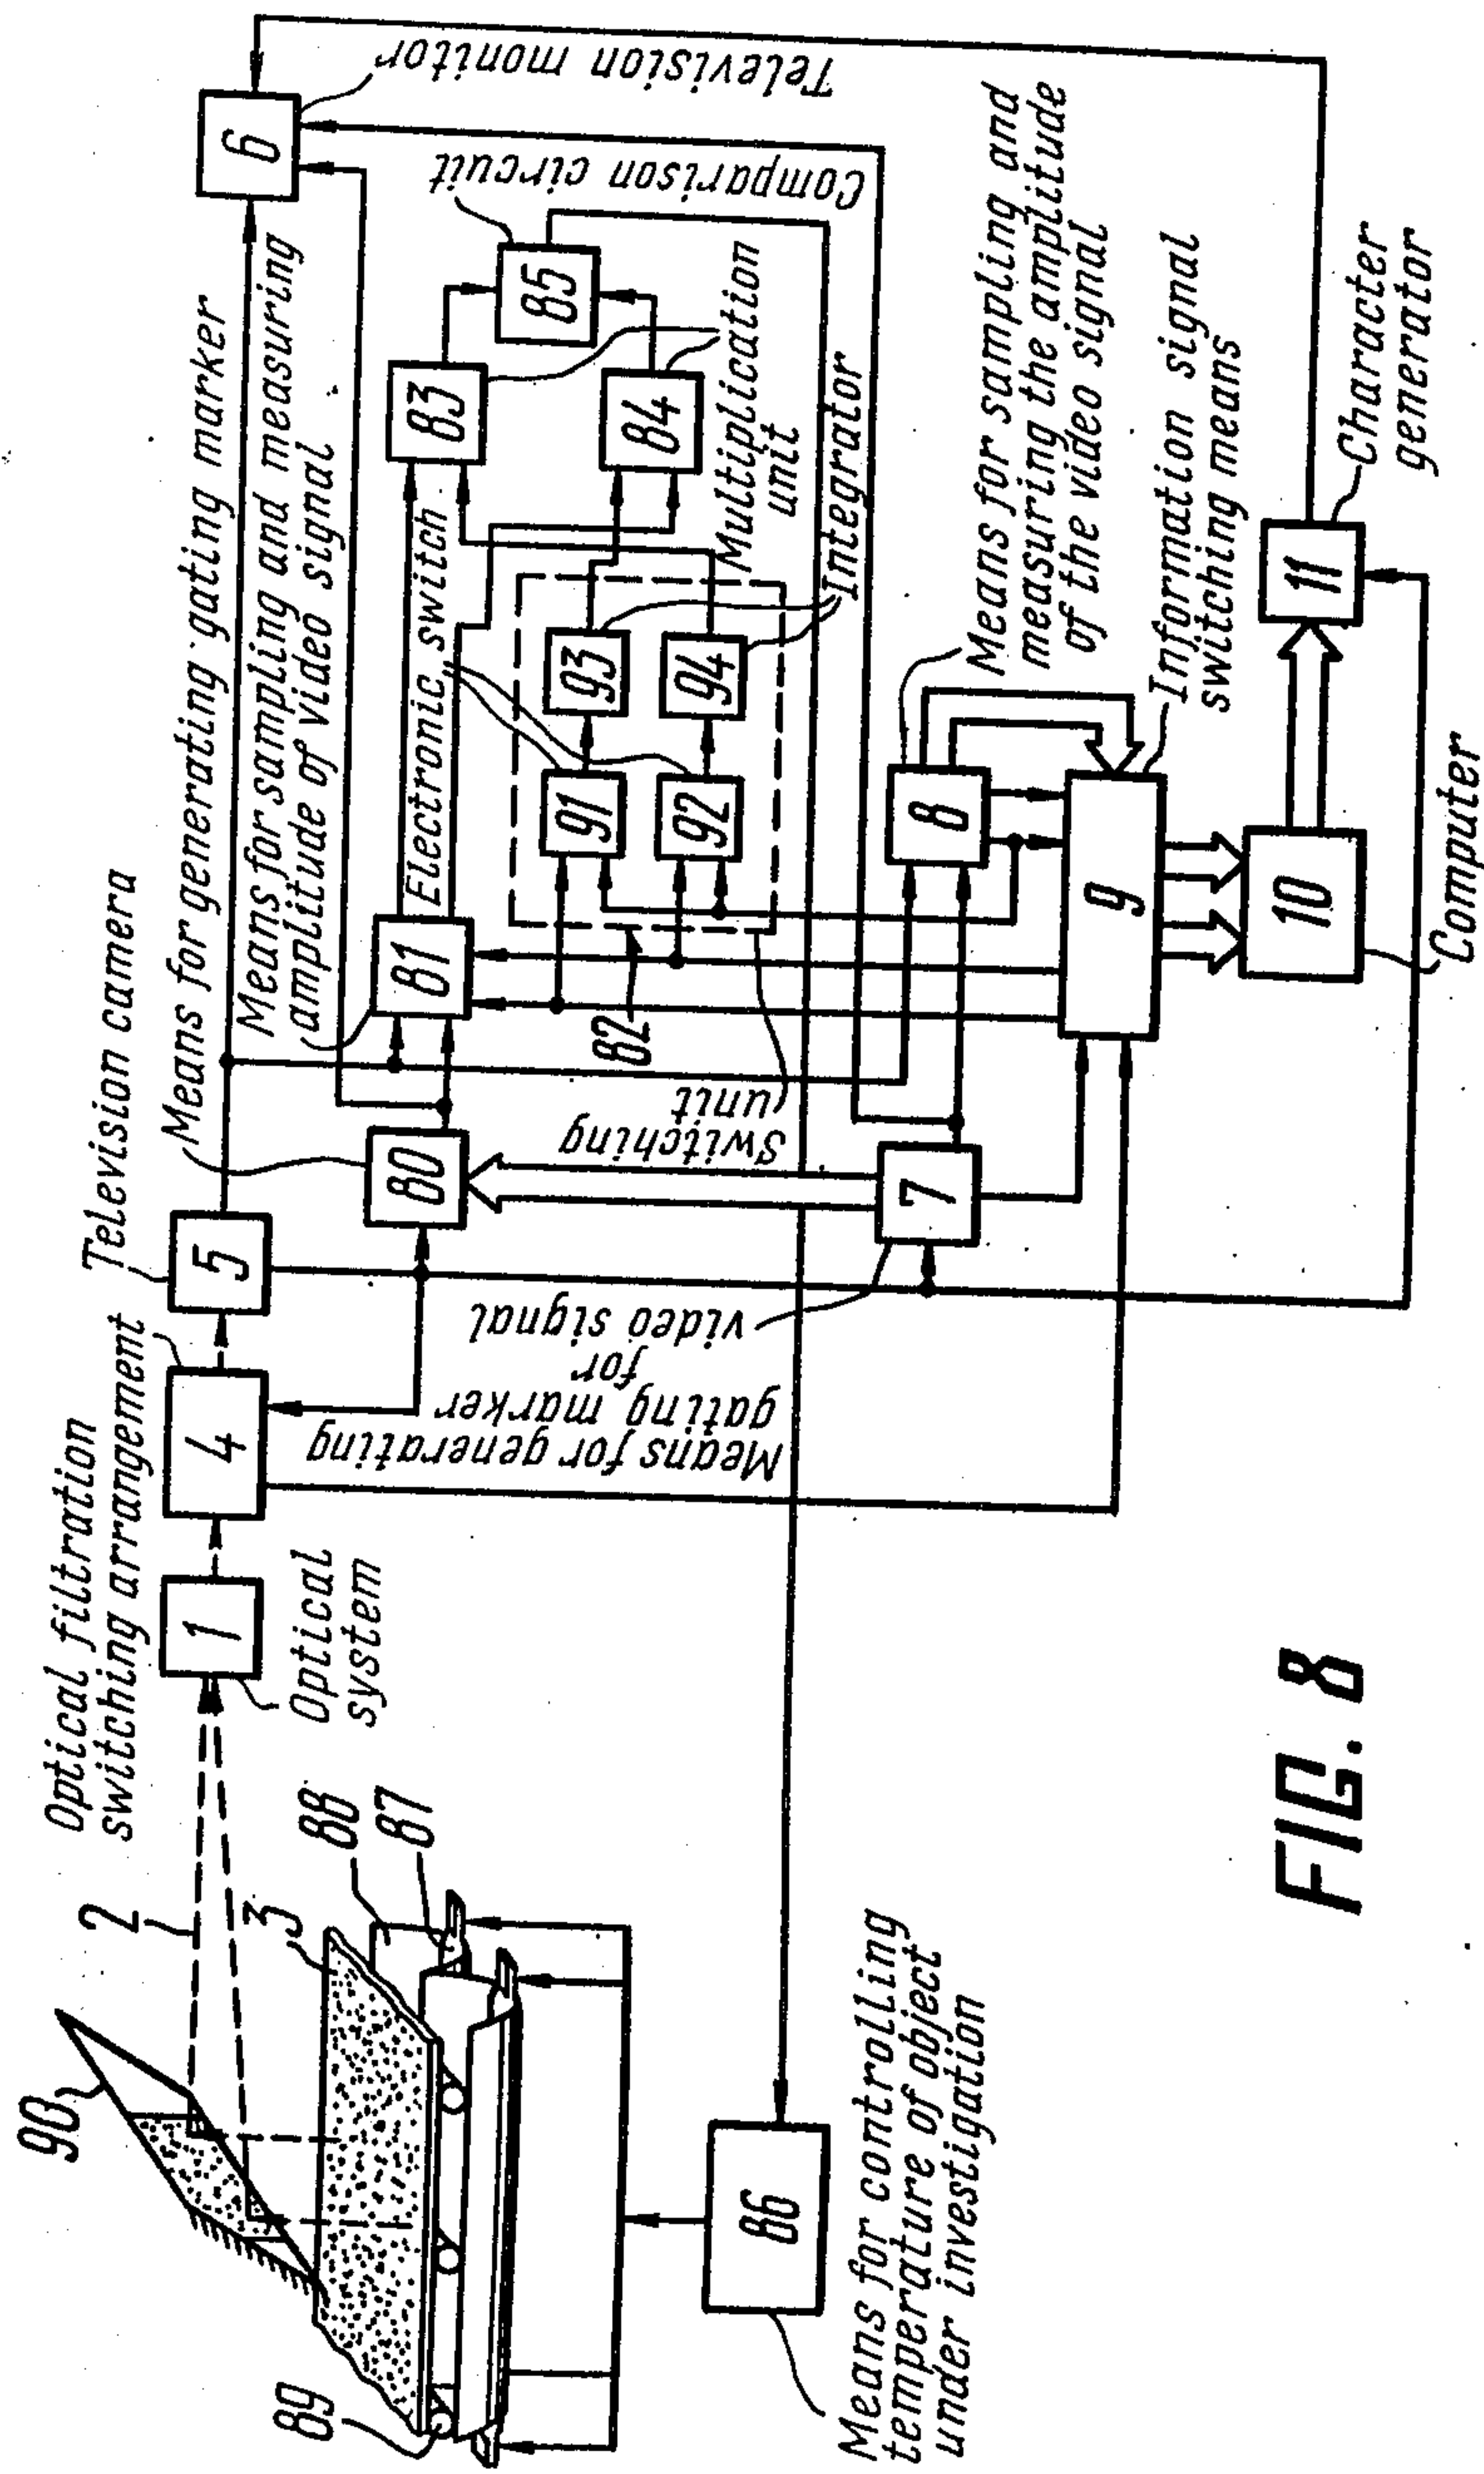 90
2
3
88
87
89
86
Means for controlling
temperature of object
under investigation
Optical filtration
switching arrangement
1
Optical
system
4
Television camera
5
Means for generating gating marker
Means for sampling and measuring
amplitude of video signal
6
Television monitor
80
81
Electronic switch
82
Switching
unit
91
92
93
94
83
84
85
Comparison circuit
Multiplication
unit
Integrator
Means for generating
gating marker
for
video signal
7
8
Means for sampling and
measuring the amplitude
of the video signal
9
Information signal
switching means
10
Computer
11
Character
generator
FIG. 8